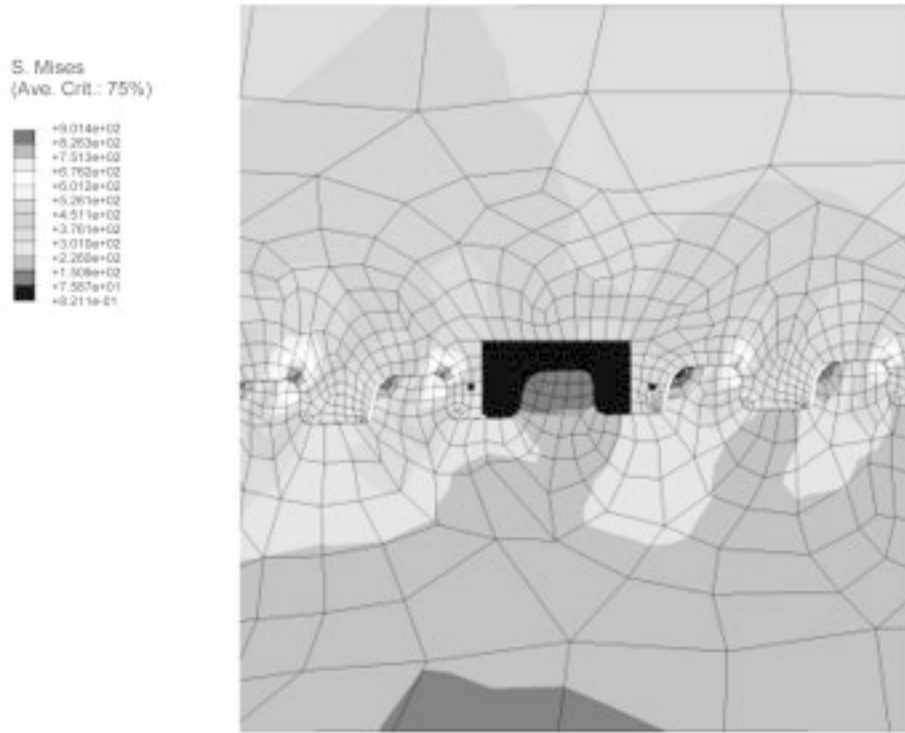 S. Mises
(Ave. Crit.: 75%)
+9.014e+02
+8.263e+02
+7.513e+02
+6.762e+02
+6.012e+02
+5.261e+02
+4.511e+02
+3.761e+02
+3.010e+02
+2.260e+02
+1.509e+02
+7.587e+01
+8.211e-01